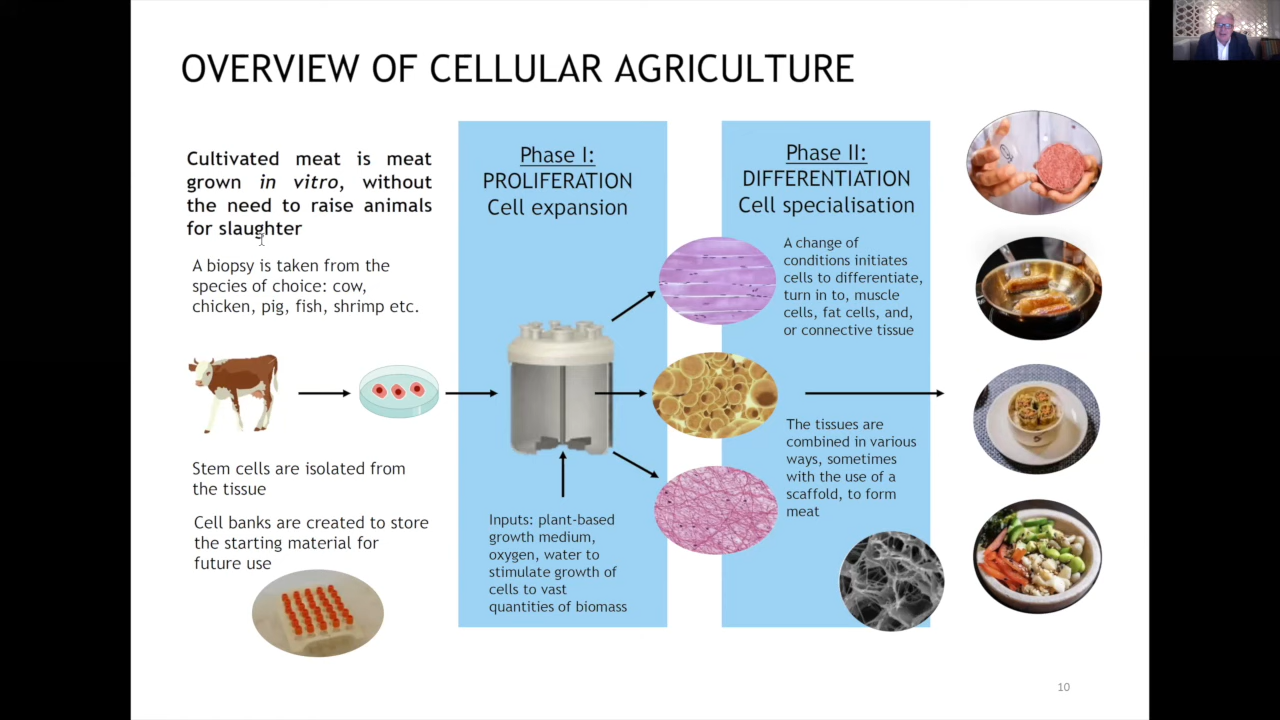 OVERVIEW OF CELLULAR AGRICULTURE
Cultivated meat is meat
grown in vitro, without
the need to raise animals
for slaughter
A biopsy is taken from the
species of choice: cow,
chicken, pig, fish, shrimp etc.
Stem cells are isolated from
the tissue
Cell banks are created to store
the starting material for
future use
Phase I:
PROLIFERATION
Cell expansion
Inputs: plant-based
growth medium,
oxygen, water to
stimulate growth of
cells to vast
quantities of biomass
Phase II:
DIFFERENTIATION
Cell specialisation
A change of
conditions initiates
cells to differentiate,
turn in to, muscle
cells, fat cells, and,
or connective tissue
The tissues are
combined in various
ways, sometimes
with the use of a
scaffold, to form
meat
10